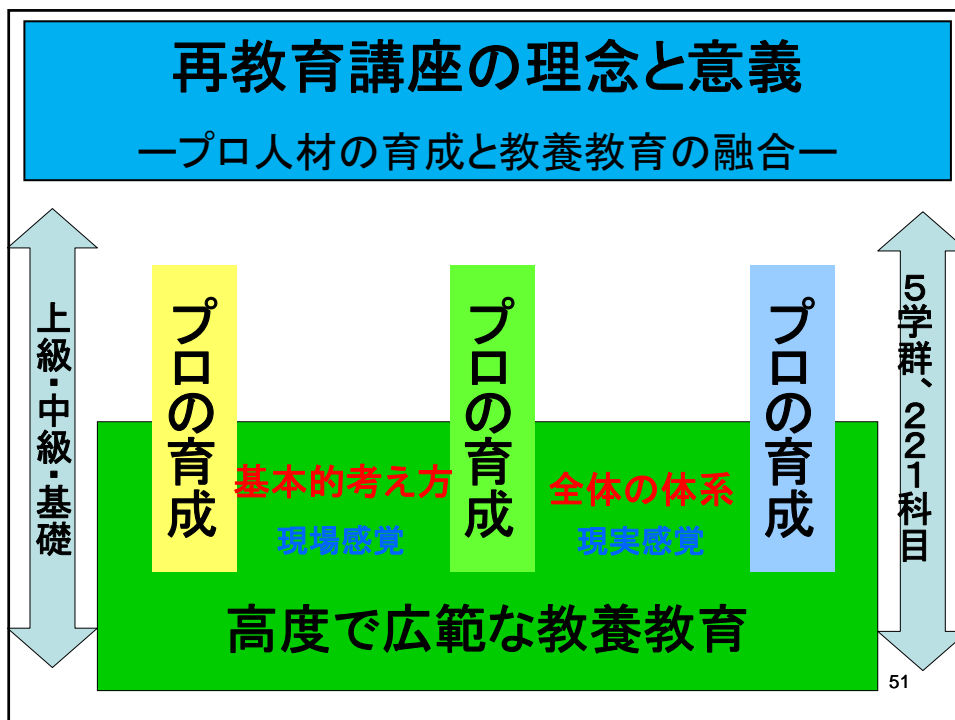 再教育講座の理念と意義
ープロ人材の育成と教養教育の融合ー
上級・中級・基礎
プロの育成
プロの育成
プロの育成
５学群、２２１科目
基本的考え方
全体の体系
現場感覚
現実感覚
高度で広範な教養教育
51